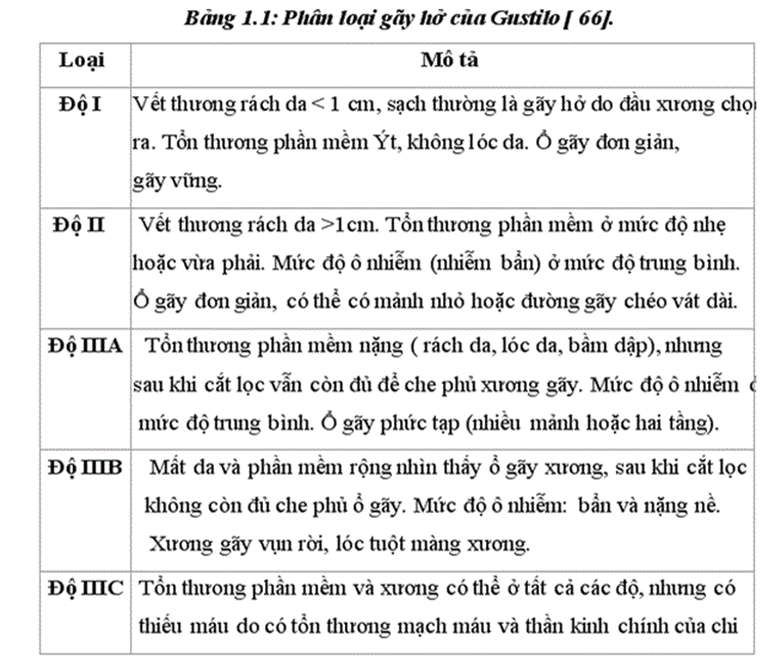 Bảng 1.1: Phân loại gãy hở của Gustilo [ 66].
Loại Mô tả
Độ I Vết thương rách da < 1 cm, sạch thường là gãy hở do đầu xương
ra. Tổn thương phần mềm Ýt, không lóc da. Ổ gãy đơn giản,
gãy vững.
Độ II Vết thương rách da >1cm. Tổn thương phần mềm ở mức độ nhẹ
hoặc vừa phải. Mức độ ô nhiễm (nhiễm bẩn) ở mức độ trung bình.
Ổ gãy đơn giản, có thể có mảnh nhỏ hoặc đường gãy chéo vát dài.
Độ IIIA Tổn thương phần mềm nặng ( rách da, lóc da, bầm dập), nhưng
sau khi cắt lọc vẫn còn đủ để che phủ xương gãy. Mức độ ô nhiễm
mức độ trung bình. Ổ gãy phức tạp (nhiều mảnh hoặc hai tầng).
Độ IIIB Mất da và phần mềm rộng nhìn thấy ổ gãy xương, sau khi cắt lọc
không còn đủ che phủ ổ gãy. Mức độ ô nhiễm: bẩn và nặng nề.
Xương gãy vụn rời, lóc tuột màng xương.
Độ IIIC Tổn thưong phần mềm và xương có thể ở tất cả các độ, nhưng có
thiếu máu do có tổn thương mạch máu và thần kinh chính của chi